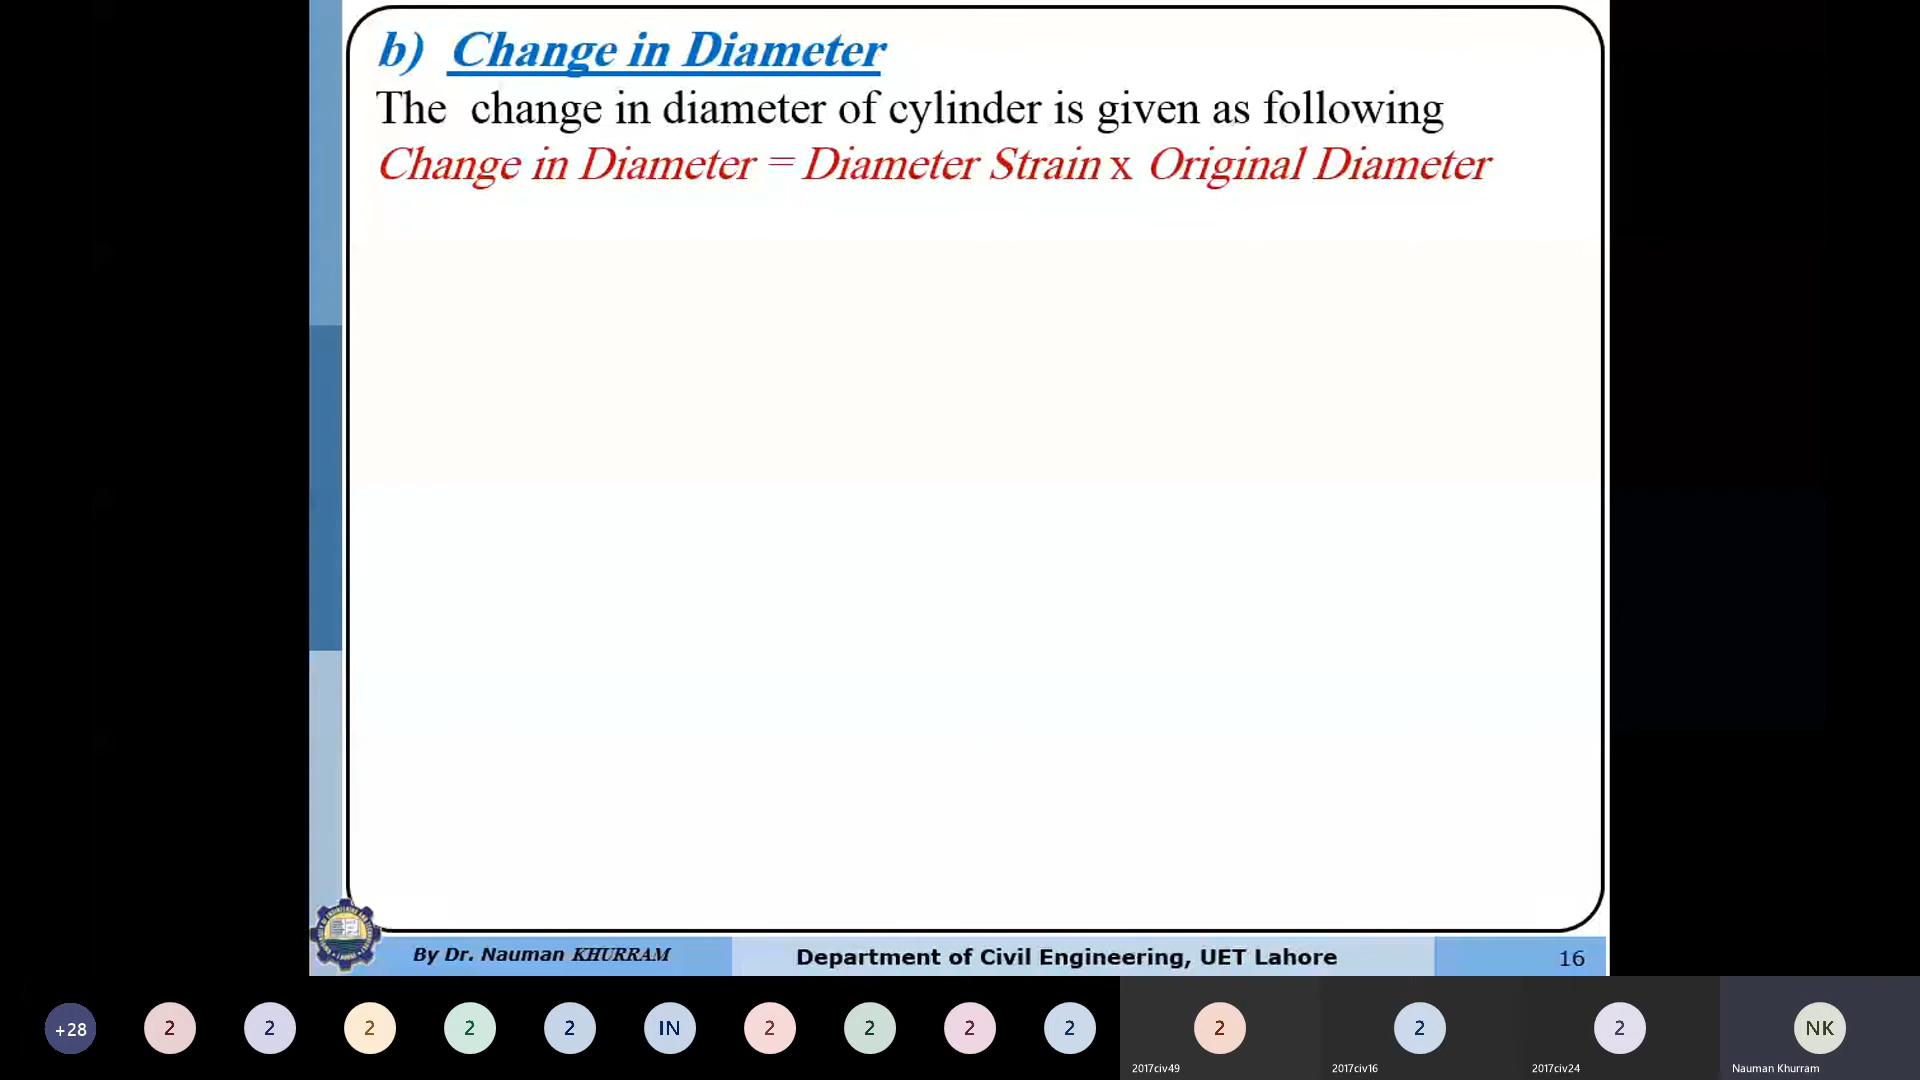 b) Change in Diameter
The change in diameter of cylinder is given as following
Change in Diameter = Diameter Strain x Original Diameter
By Dr. Nauman KHURRAM
Department of Civil Engineering, UET Lahore
16
+28
2
2
2
2
2
IN
2
2
2
2
2
2
2
NK
2017civ49
2017civ16
2017civ24
Nauman Khurram